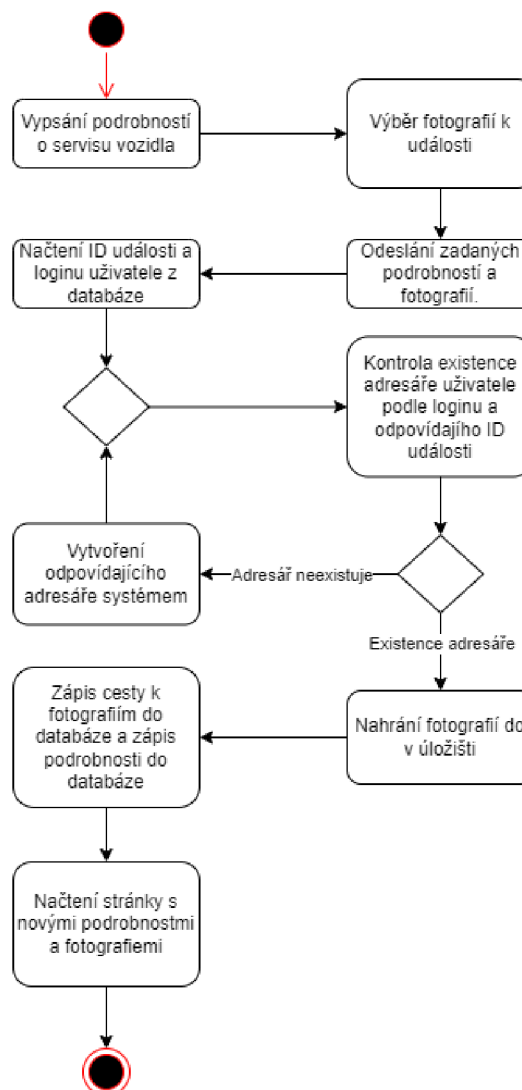 Vypsání podrobností
o servisu vozidla
Výběr fotografií k
události
Odeslání zadaných
podrobností a
fotografií.
Načtení ID události a
loginu uživatele z
databáze
Kontrola existence
adresáře uživatele
podle loginu a
odpovídajího ID
události
Vytvoření
odpovídajícího
adresáře systémem
Adresář neexistuje
Existence adresáře
Nahrání fotografií do
v úložišti
Zápis cesty k
fotografiím do
databáze a zápis
podrobnosti do
databáze
Načtení stránky s
novými podrobnostmi
a fotografiemi